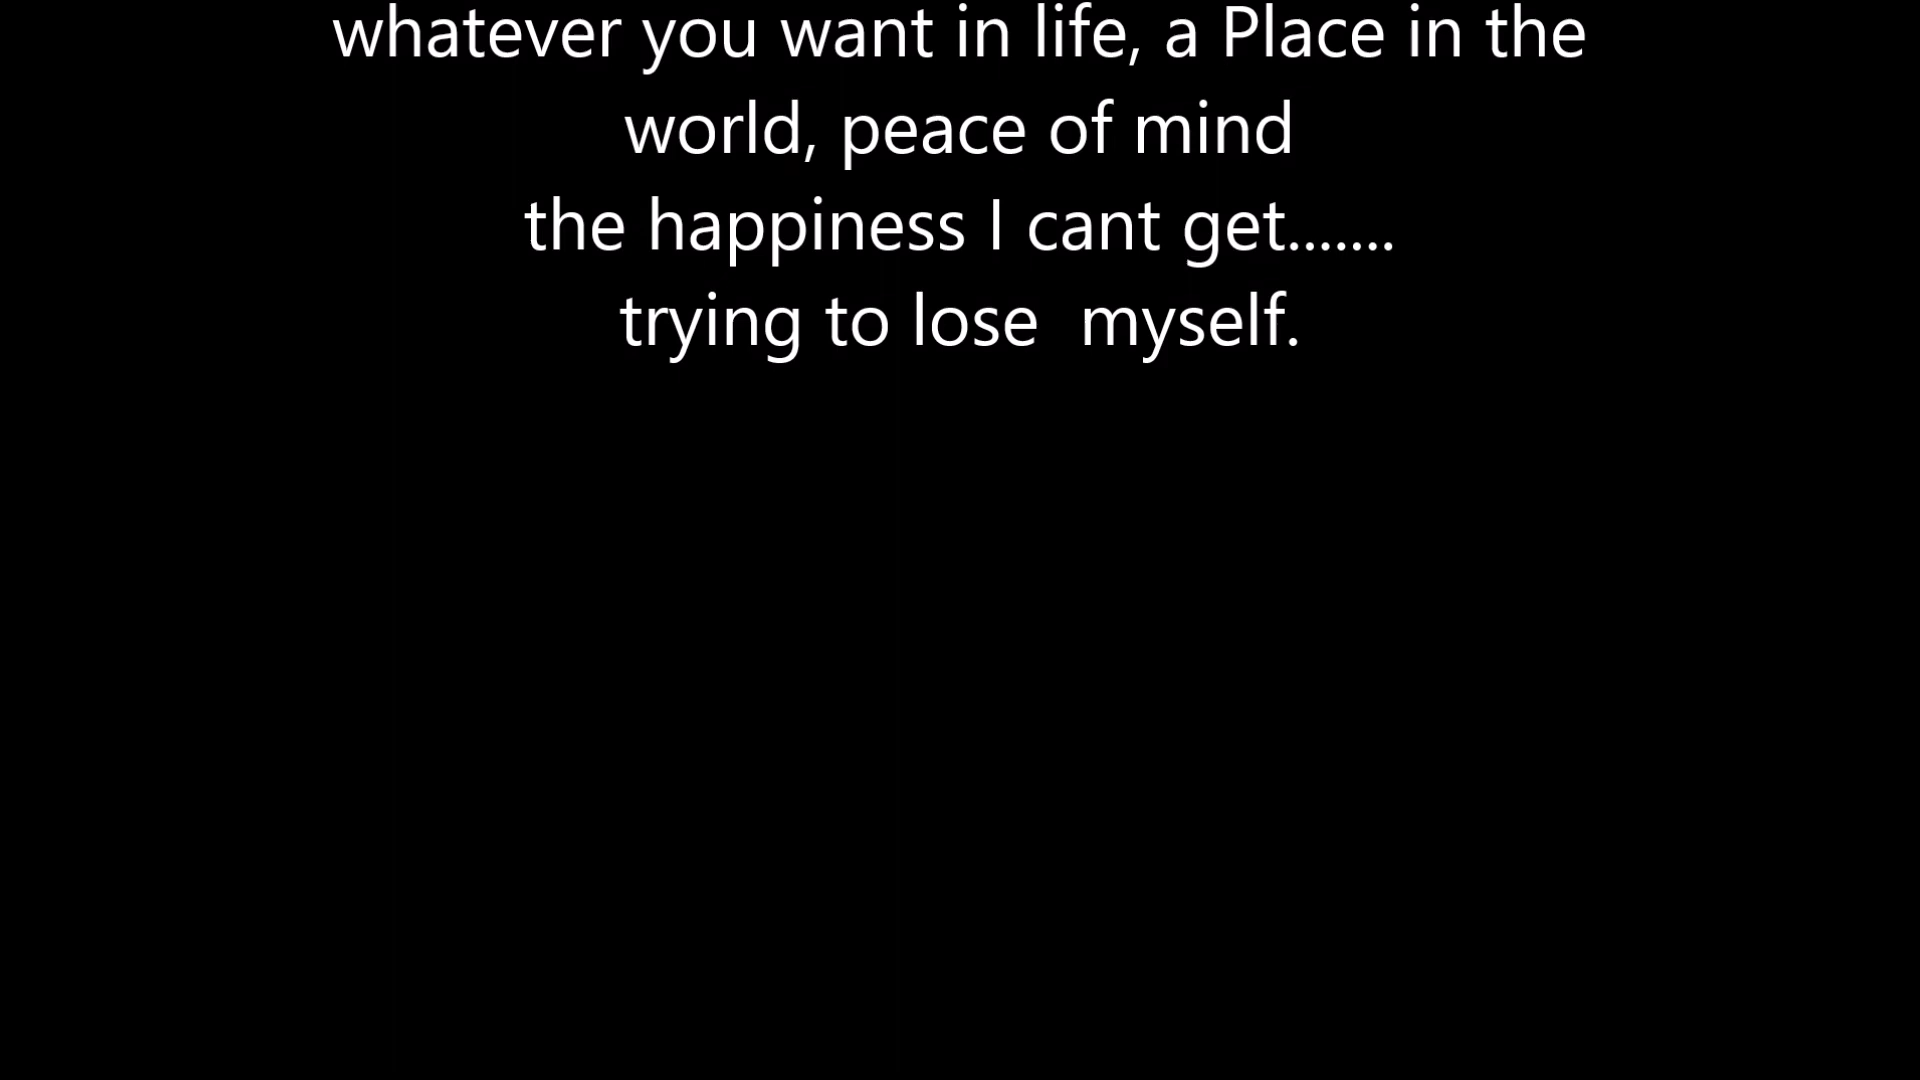 whatever you want in life, a Place in the
world, peace of mind
the happiness I cant get.......
trying to lose  myself.